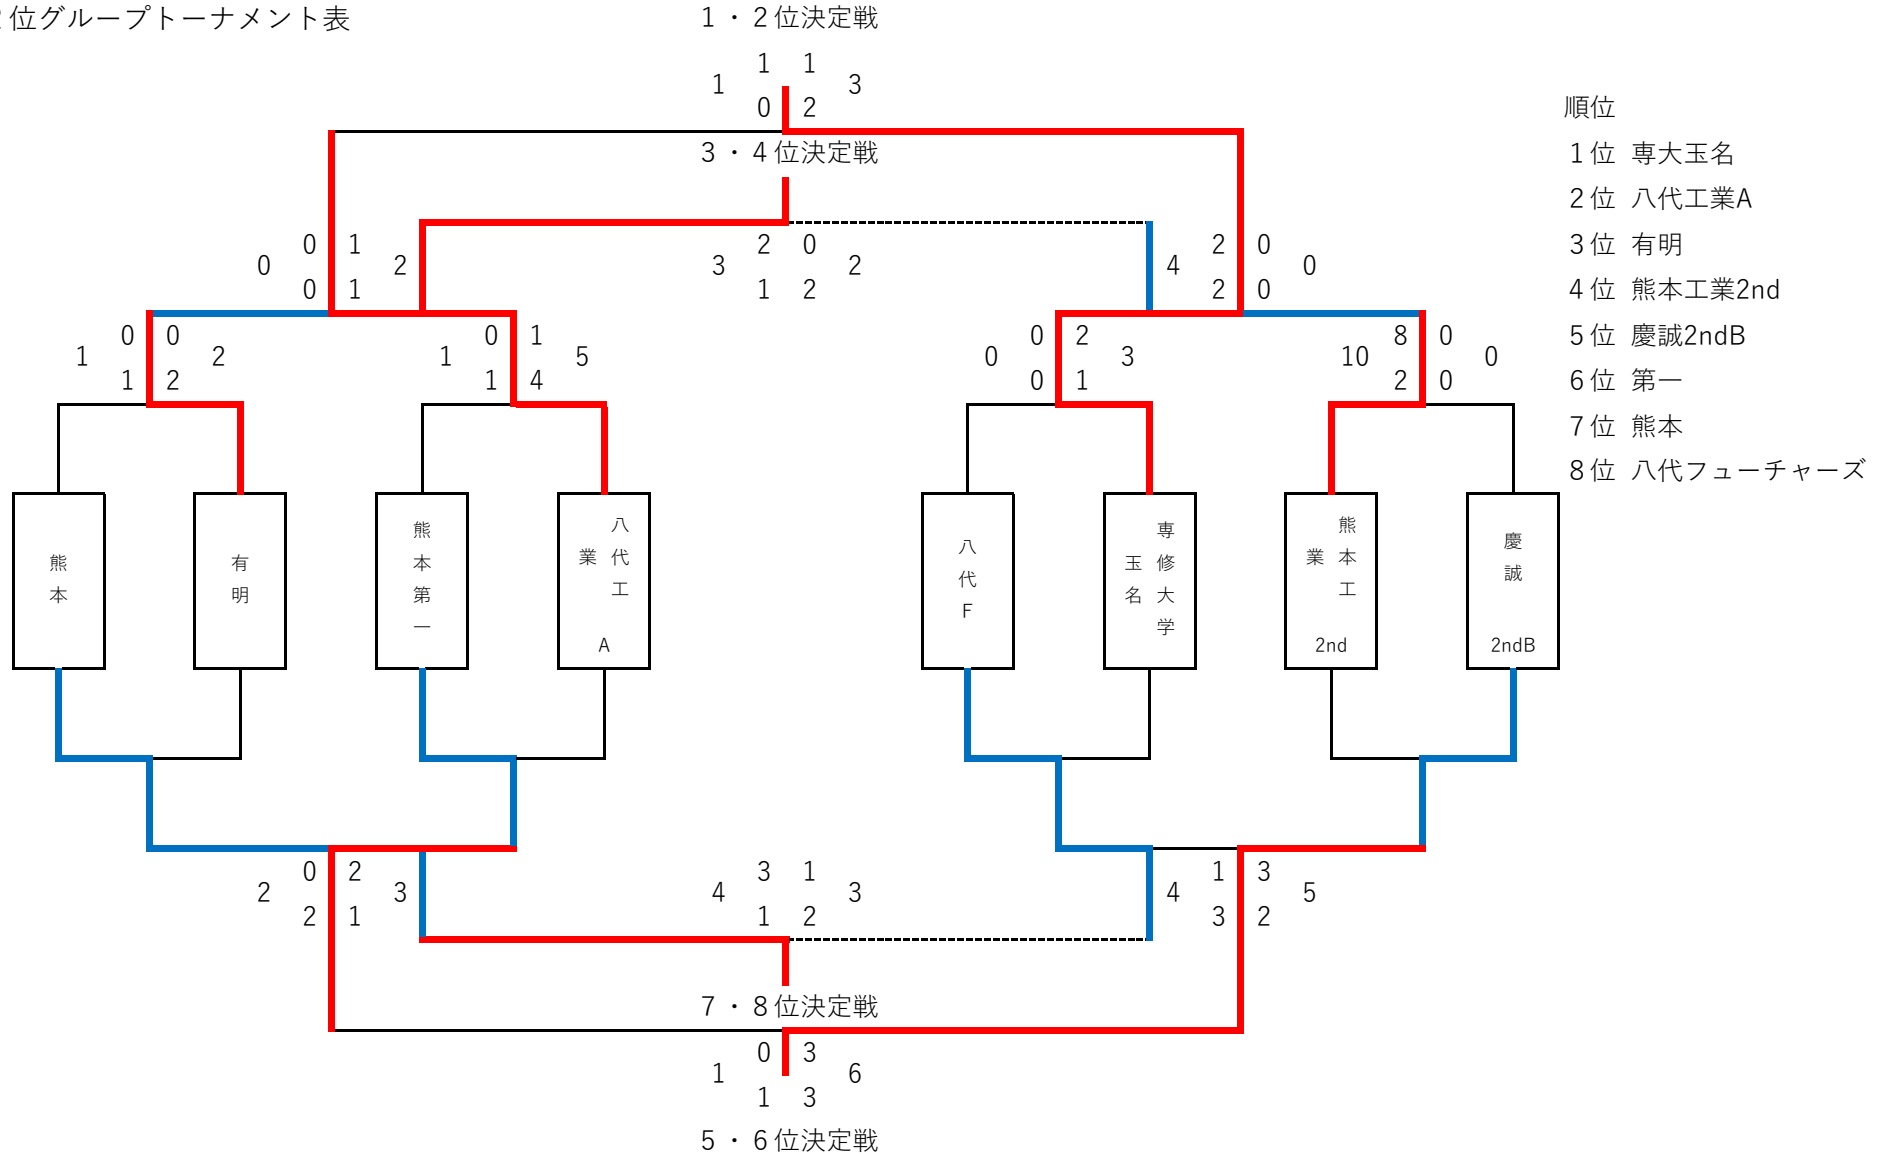 位グループトーナメント表
1・2位決定戦
1 1
1 3
0 2
3・4位決定戦
0 1
0 2
0 1
2 0
3 2
1 2
2 0
4 0
2 0
0 0
1 2
1 2
0 1
1 5
1 4
0 2
0 3
0 1
8 0
10 0
2 0
熊本
有明
熊本第一
八代工業 A
八代F
専修大学玉名
熊本工業 2nd
慶誠 2ndB
0 2
2 3
2 1
3 1
4 3
1 2
1 3
4 5
3 2
7・8位決定戦
0 3
1 6
1 3
5・6位決定戦
順位
1位 専大玉名
2位 八代工業A
3位 有明
4位 熊本工業2nd
5位 慶誠2ndB
6位 第一
7位 熊本
8位 八代フューチャーズ